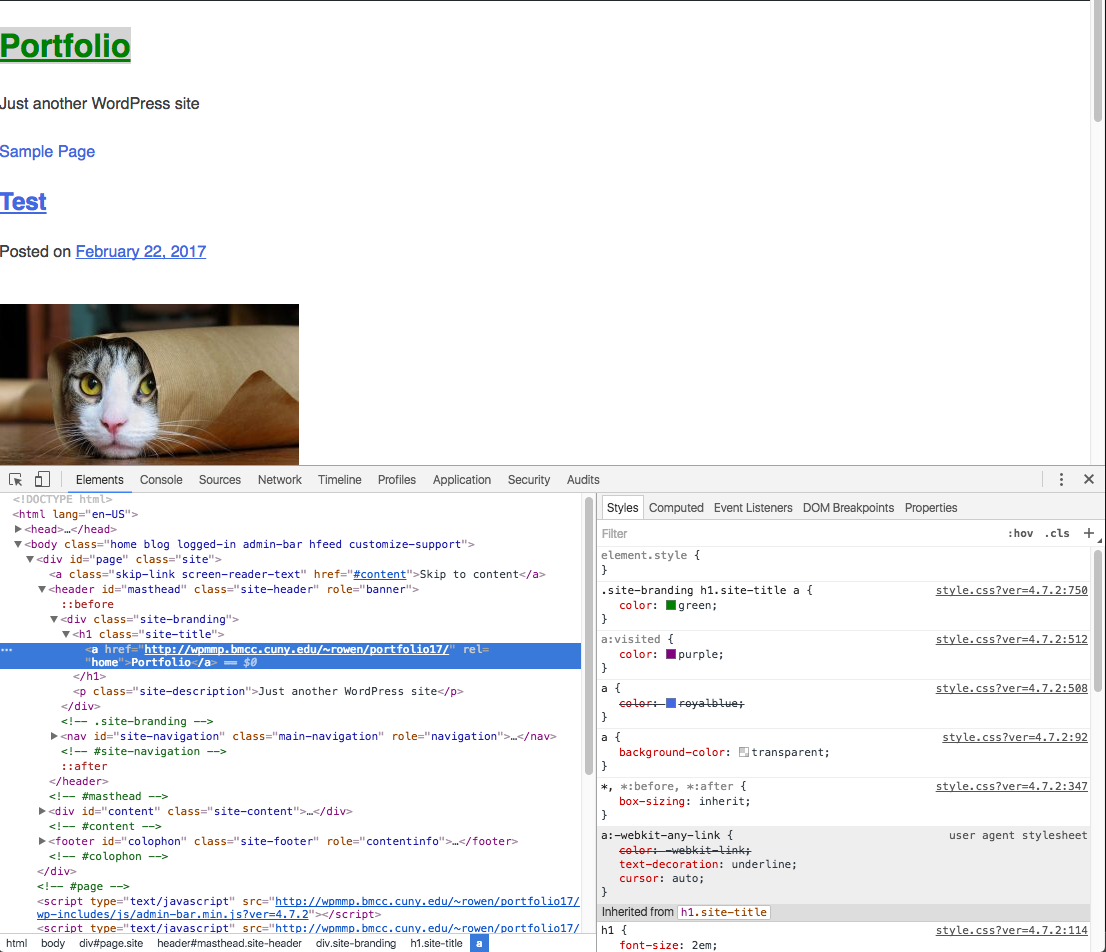 Portfolio
Just another WordPress site
Sample Page
Test
Posted on February 22, 2017
Elements Console Sources Network Timeline Profiles Application Security Audits
<!DOCTYPE html>
<html lang="en-US">
<head>…</head>
<body class="home blog logged-in admin-bar hfeed customize-support">
<div id="page" class="site">
<a class="skip-link screen-reader-text" href="#content">Skip to content</a>
<header id="masthead" class="site-header" role="banner">
::before
<div class="site-branding">
<h1 class="site-title">
<a href="http://wpmmp.bmcc.cuny.edu/~rowen/portfolio17/" rel=
"home">Portfolio</a> == $0
</h1>
<p class="site-description">Just another WordPress site</p>
</div>
<!-- .site-branding -->
<nav id="site-navigation" class="main-navigation" role="navigation">…</nav>
<!-- #site-navigation -->
::after
</header>
<!-- #masthead -->
<div id="content" class="site-content">…</div>
<!-- #content -->
<footer id="colophon" class="site-footer" role="contentinfo">…</footer>
<!-- #colophon -->
</div>
<!-- #page -->
<script type="text/javascript" src="http://wpmmp.bmcc.cuny.edu/~rowen/portfolio17/
wp-includes/js/admin-bar.min.js?ver=4.7.2"></script>
<script type="text/javascript" src="http://wpmmp.bmcc.cuny.edu/~rowen/portfolio17/
html body div#page.site header#masthead.site-header div.site-branding h1.site-title a
Styles Computed Event Listeners DOM Breakpoints Properties
Filter :hov .cls +
element.style {
}
.site-branding h1.site-title a { style.css?ver=4.7.2:750
color: green;
}
a:visited { style.css?ver=4.7.2:512
color: purple;
}
a { style.css?ver=4.7.2:508
color: royalblue;
}
a { style.css?ver=4.7.2:92
background-color: transparent;
}
*, *:before, *:after { style.css?ver=4.7.2:347
box-sizing: inherit;
}
a:-webkit-any-link { user agent stylesheet
color: -webkit-link;
text-decoration: underline;
cursor: auto;
}
Inherited from h1.site-title
h1 { style.css?ver=4.7.2:114
font-size: 2em;